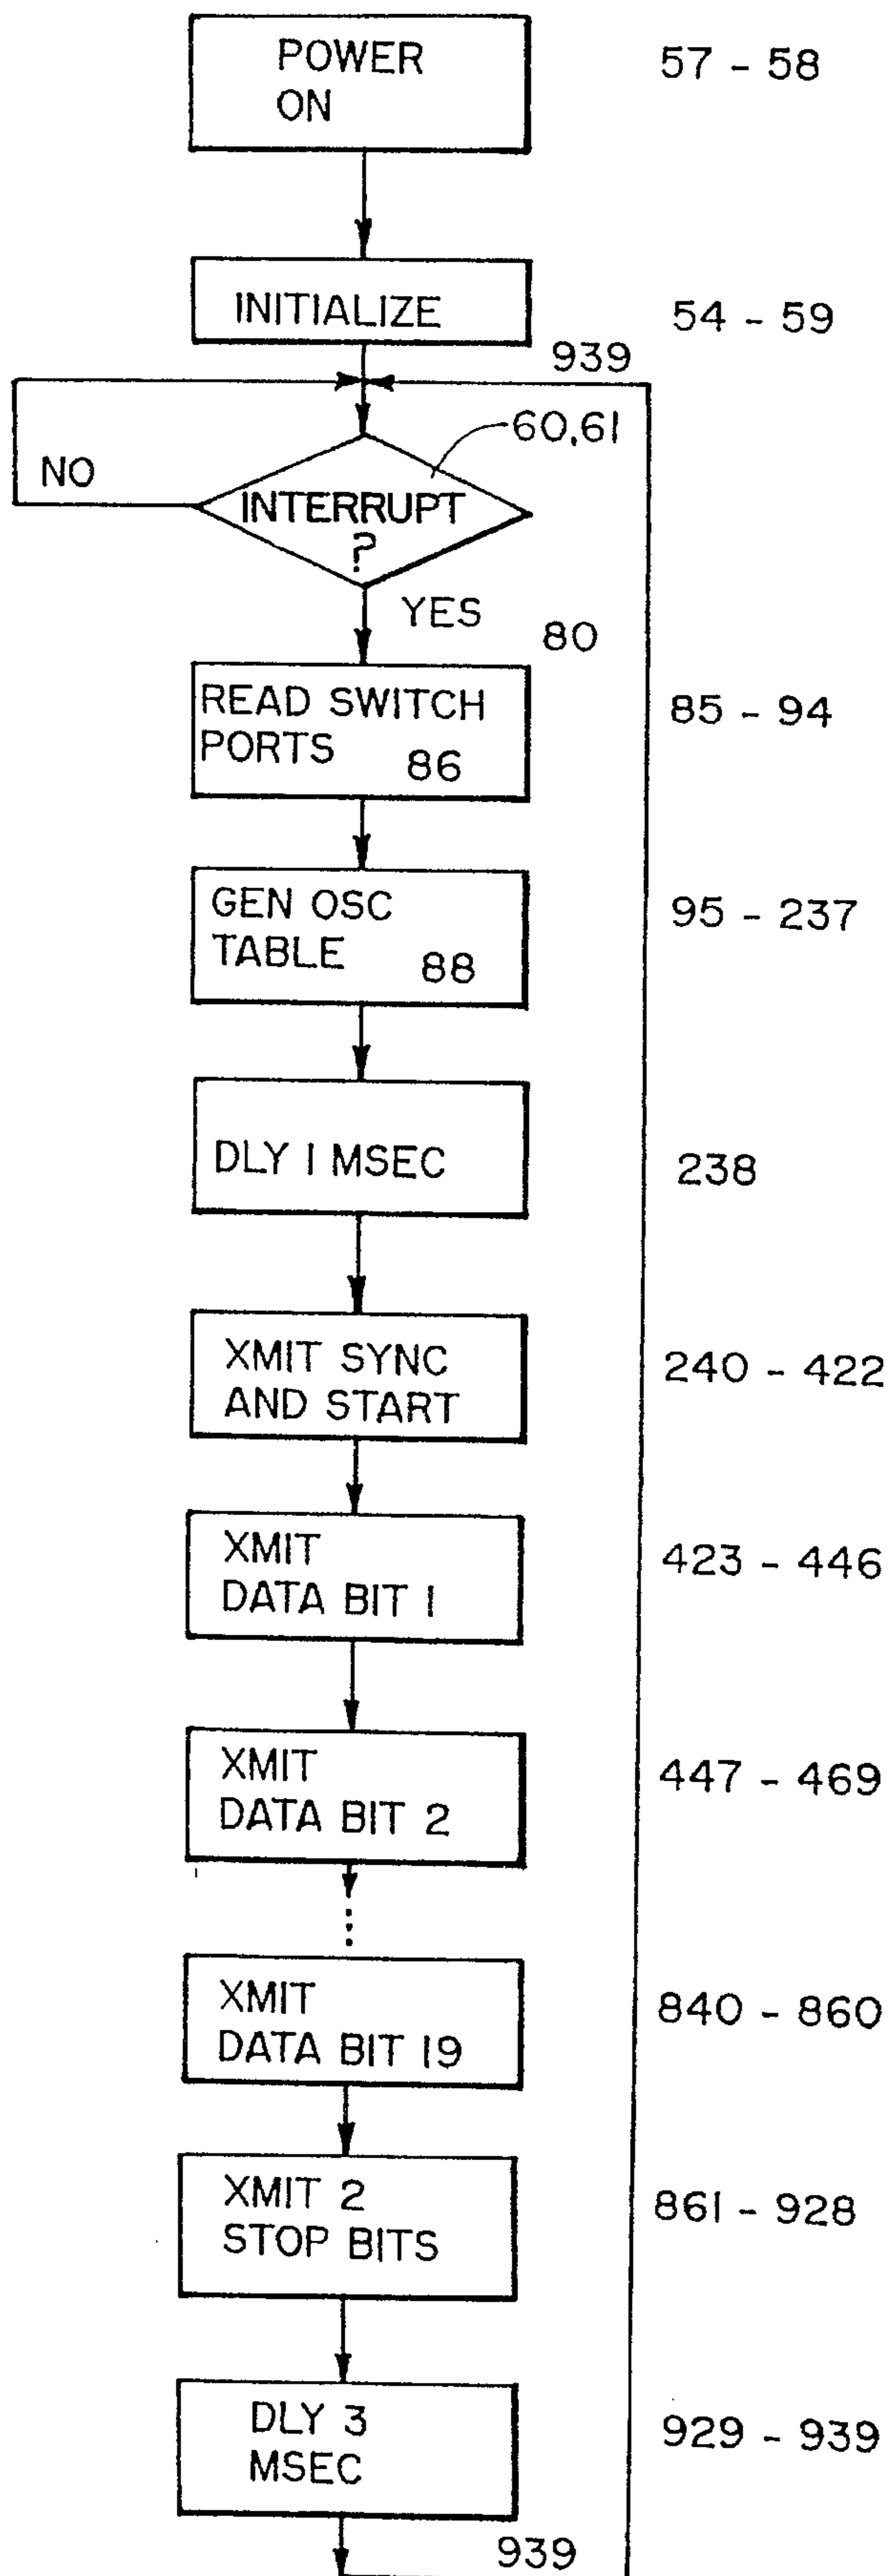 POWER
ON
57 - 58
INITIALIZE
54 - 59
939
60,61
NO
INTERRUPT
?
YES
80
READ SWITCH
PORTS 86
85 - 94
GEN OSC
TABLE 88
95 - 237
DLY 1 MSEC
238
XMIT SYNC
AND START
240 - 422
XMIT
DATA BIT 1
423 - 446
XMIT
DATA BIT 2
447 - 469
XMIT
DATA BIT 19
840 - 860
XMIT 2
STOP BITS
861 - 928
DLY 3
MSEC
929 - 939
939